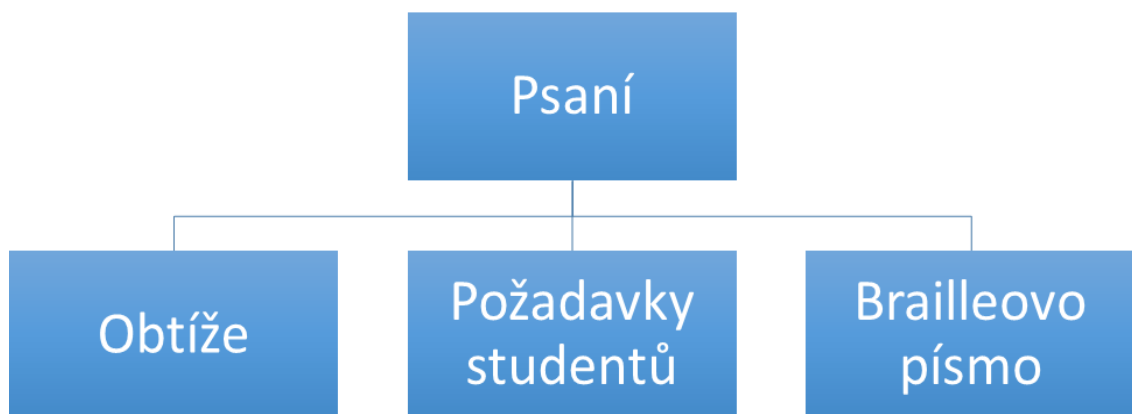 Psaní
Obtíže
Požadavky
studentů
Brailleovo
písmo